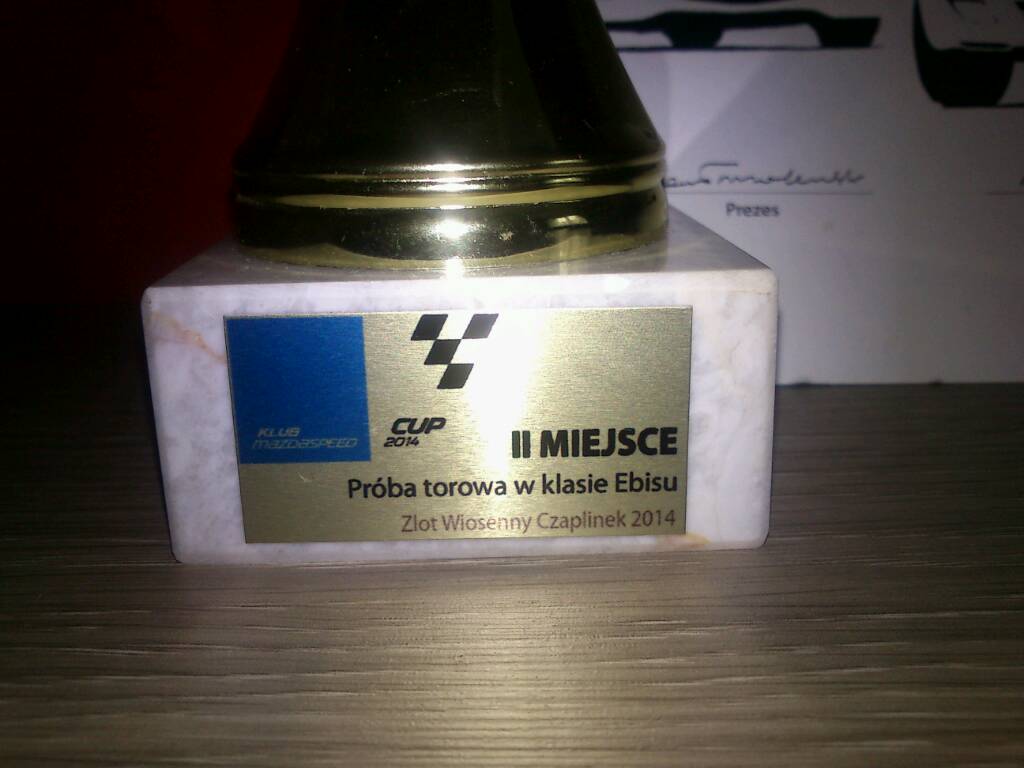 Prezes
KLUB
mazdaspeed
CUP
2014
II MIEJSCE
Próba torowa w klasie Ebisu
Zlot Wiosenny Czaplinek 2014